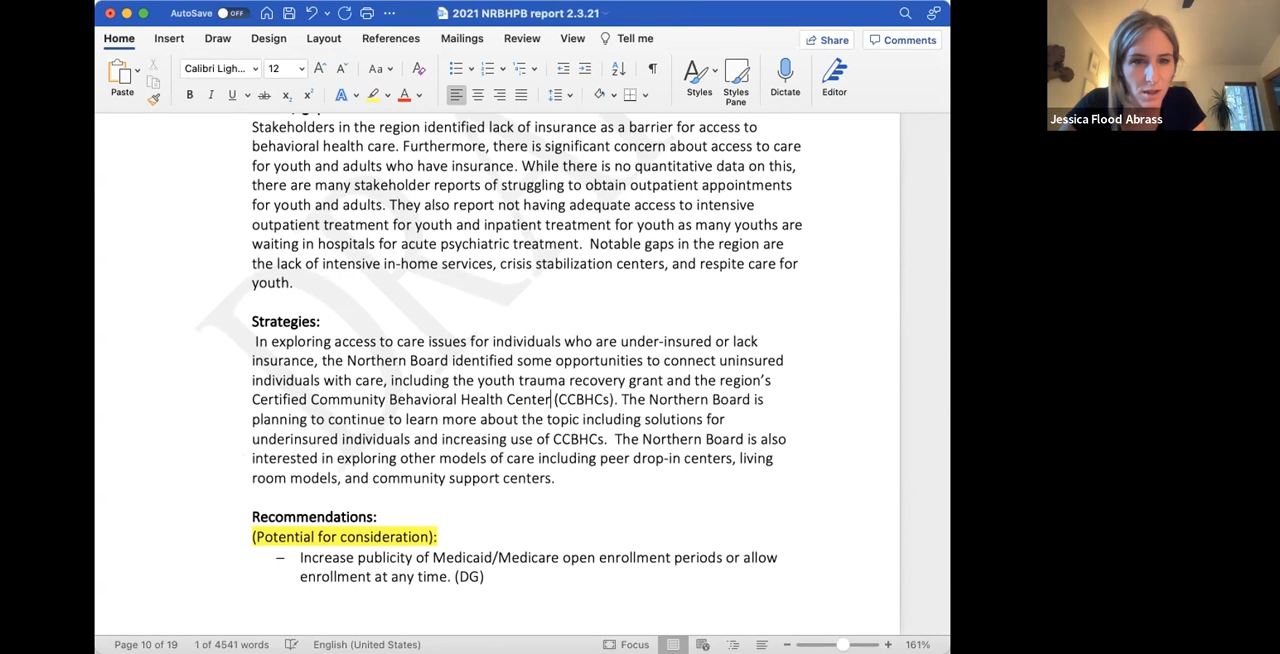 AutoSave OFF
2021 NRBHPB report 2.3.21
Home Insert Draw Design Layout References Mailings Review View Tell me Share Comments
Paste Calibri Ligh... 12 Aa Styles Styles Pane Dictate Editor
Stakeholders in the region identified lack of insurance as a barrier for access to
behavioral health care. Furthermore, there is significant concern about access to care
for youth and adults who have insurance. While there is no quantitative data on this,
there are many stakeholder reports of struggling to obtain outpatient appointments
for youth and adults. They also report not having adequate access to intensive
outpatient treatment for youth and inpatient treatment for youth as many youths are
waiting in hospitals for acute psychiatric treatment.  Notable gaps in the region are
the lack of intensive in-home services, crisis stabilization centers, and respite care for
youth.
Strategies:
In exploring access to care issues for individuals who are under-insured or lack
insurance, the Northern Board identified some opportunities to connect uninsured
individuals with care, including the youth trauma recovery grant and the region's
Certified Community Behavioral Health Center (CCBHCs). The Northern Board is
planning to continue to learn more about the topic including solutions for
underinsured individuals and increasing use of CCBHCs.  The Northern Board is also
interested in exploring other models of care including peer drop-in centers, living
room models, and community support centers.
Recommendations:
(Potential for consideration):
– Increase publicity of Medicaid/Medicare open enrollment periods or allow
enrollment at any time. (DG)
Page 10 of 19 1 of 4541 words English (United States) Focus 161%
Jessica Flood Abrass